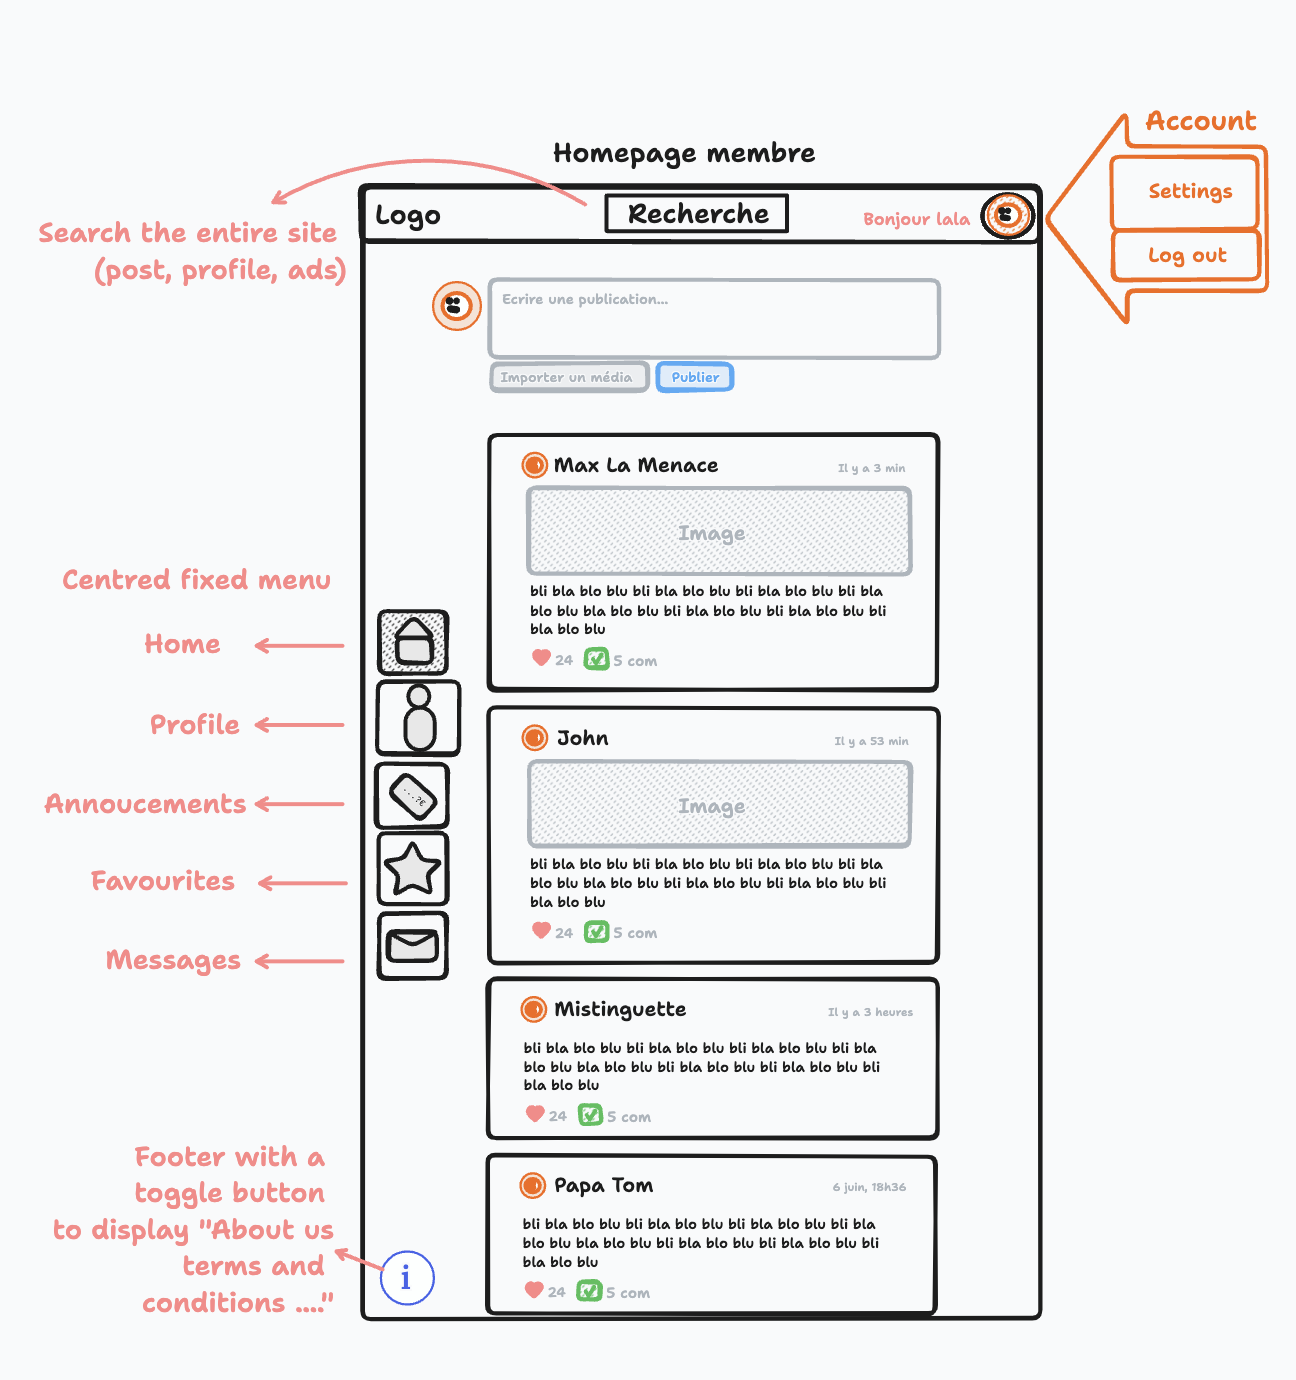 Homepage membre
Account
Settings
Log out
Logo
Recherche
Bonjour lala
Search the entire site
(post, profile, ads)
Ecrire une publication...
Importer un média
Publier
Max La Menace
Il y a 3 min
Image
bli bla blo blu bli bla blo blu bli bla blo blu bli bla
blo blu bla blo blu bli bla blo blu bli bla blo blu bli
bla blo blu
24
5 com
Centred fixed menu
Home
Profile
Annoucements
Favourites
Messages
...?€
John
Il y a 53 min
Image
bli bla blo blu bli bla blo blu bli bla blo blu bli bla
blo blu bla blo blu bli bla blo blu bli bla blo blu bli
bla blo blu
24
5 com
Mistinguette
Il y a 3 heures
bli bla blo blu bli bla blo blu bli bla blo blu bli bla
blo blu bla blo blu bli bla blo blu bli bla blo blu bli
bla blo blu
24
5 com
Papa Tom
6 juin, 18h36
bli bla blo blu bli bla blo blu bli bla blo blu bli bla
blo blu bla blo blu bli bla blo blu bli bla blo blu bli
bla blo blu
24
5 com
Footer with a
toggle button
to display "About us
terms and
conditions ...."
i